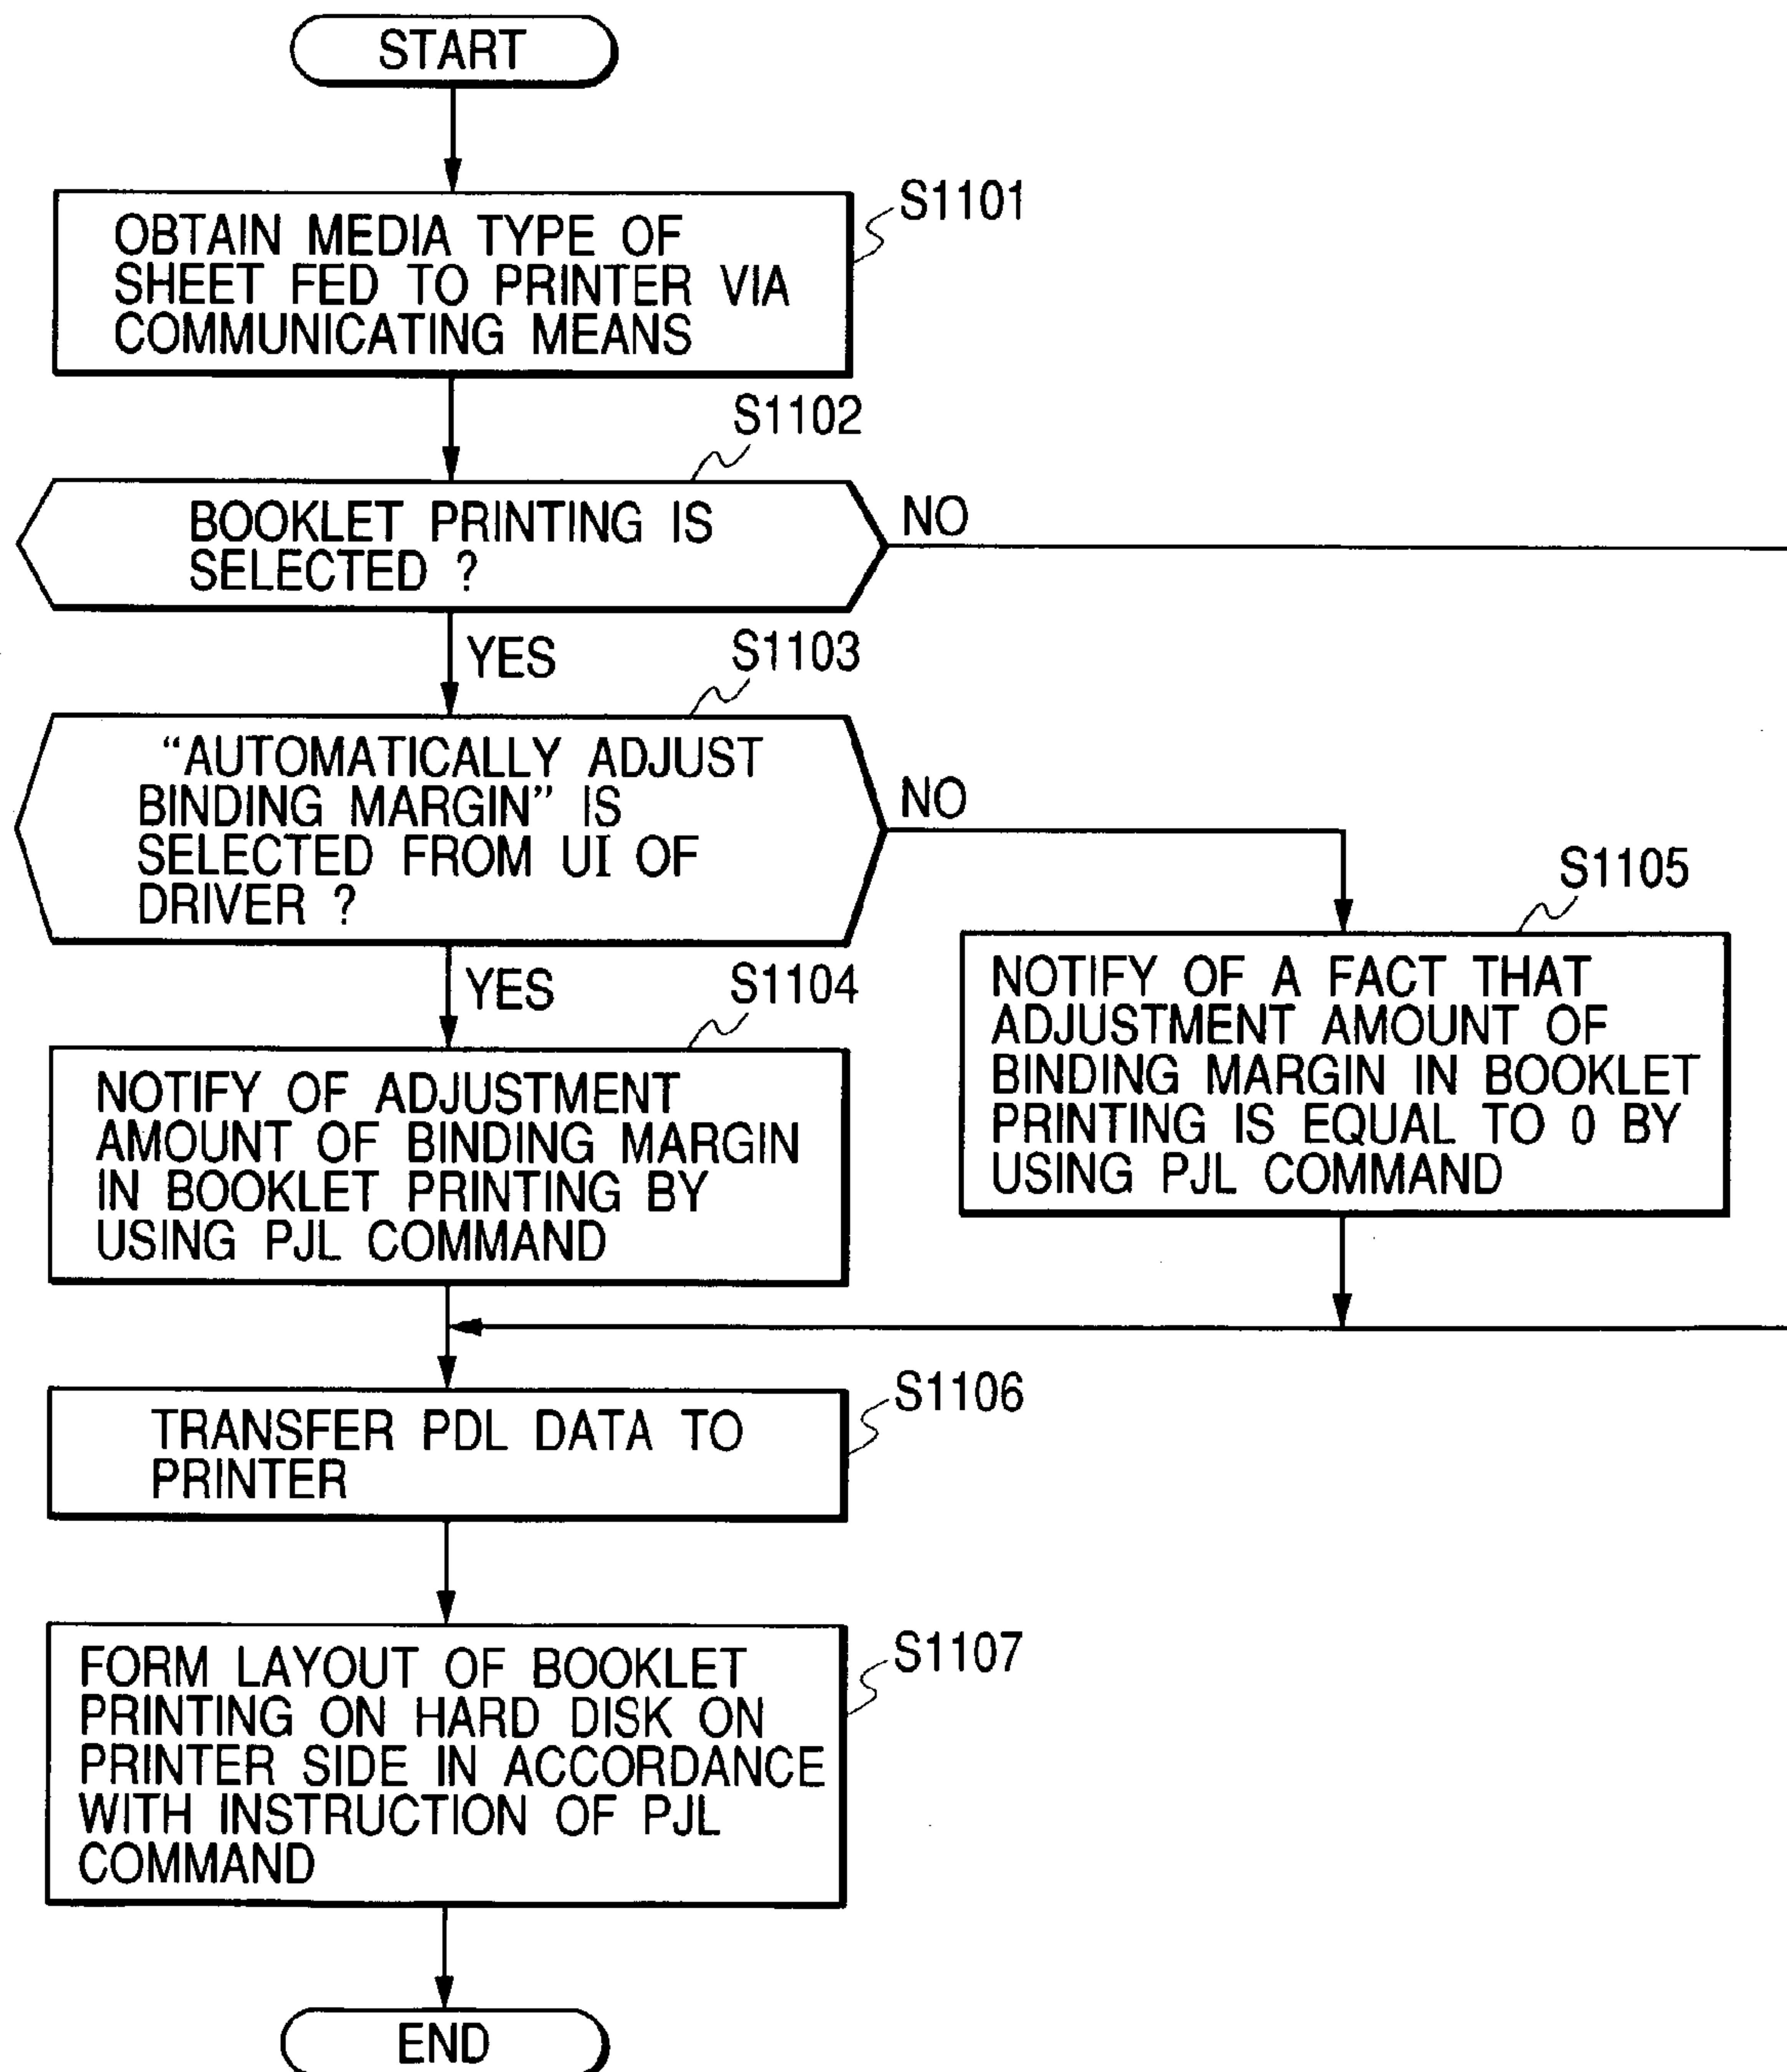 START
S1101
OBTAIN MEDIA TYPE OF
SHEET FED TO PRINTER VIA
COMMUNICATING MEANS
S1102
BOOKLET PRINTING IS
SELECTED ?
NO
YES
S1103
“AUTOMATICALLY ADJUST
BINDING MARGIN” IS
SELECTED FROM UI OF
DRIVER ?
NO
YES
S1104
NOTIFY OF ADJUSTMENT
AMOUNT OF BINDING MARGIN
IN BOOKLET PRINTING BY
USING PJL COMMAND
S1105
NOTIFY OF A FACT THAT
ADJUSTMENT AMOUNT OF
BINDING MARGIN IN BOOKLET
PRINTING IS EQUAL TO 0 BY
USING PJL COMMAND
S1106
TRANSFER PDL DATA TO
PRINTER
S1107
FORM LAYOUT OF BOOKLET
PRINTING ON HARD DISK ON
PRINTER SIDE IN ACCORDANCE
WITH INSTRUCTION OF PJL
COMMAND
END